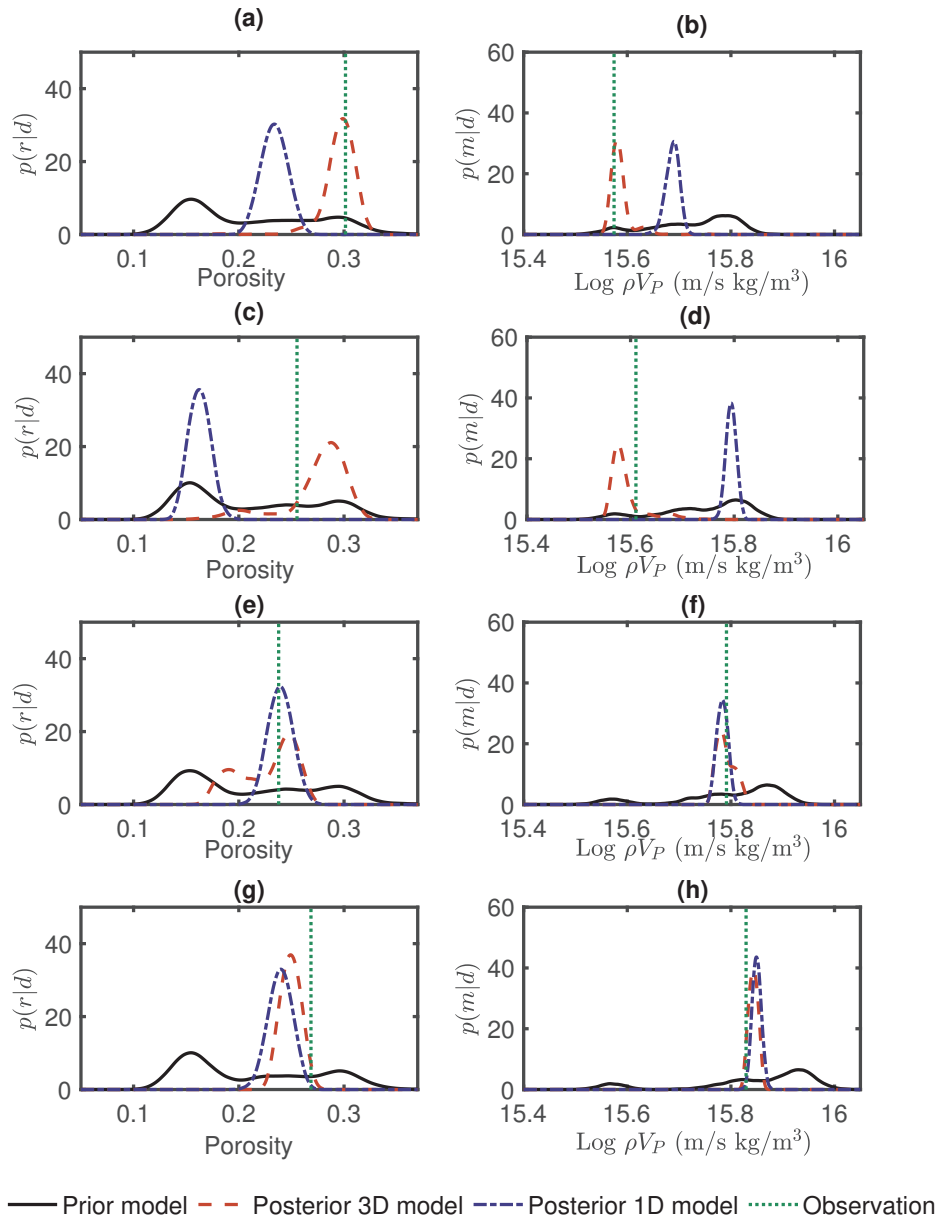 (a)
p(r|d)
40
20
0
0.1 0.2 0.3
Porosity
(b)
p(m|d)
60
40
20
0
15.4 15.6 15.8 16
Log ρV_P (m/s kg/m³)
(c)
p(r|d)
40
20
0
0.1 0.2 0.3
Porosity
(d)
p(m|d)
60
40
20
0
15.4 15.6 15.8 16
Log ρV_P (m/s kg/m³)
(e)
p(r|d)
40
20
0
0.1 0.2 0.3
Porosity
(f)
p(m|d)
60
40
20
0
15.4 15.6 15.8 16
Log ρV_P (m/s kg/m³)
(g)
p(r|d)
40
20
0
0.1 0.2 0.3
Porosity
(h)
p(m|d)
60
40
20
0
15.4 15.6 15.8 16
Log ρV_P (m/s kg/m³)
Prior model Posterior 3D model Posterior 1D model Observation